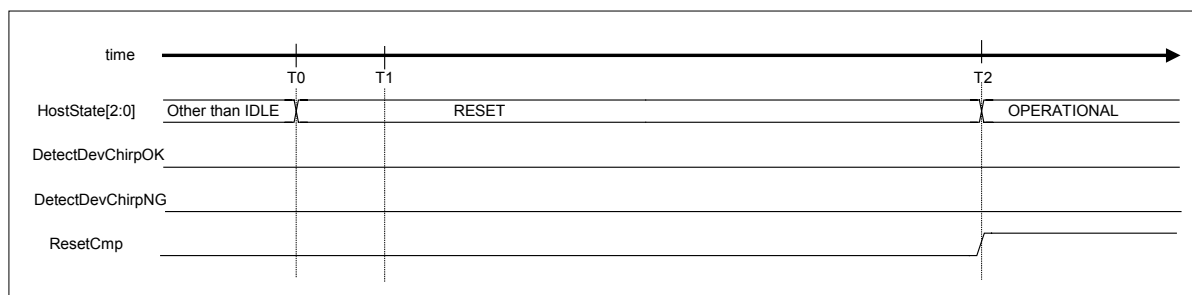 time
T0 T1 T2
HostState[2:0] Other than IDLE RESET OPERATIONAL
DetectDevChirpOK
DetectDevChirpNG
ResetCmp